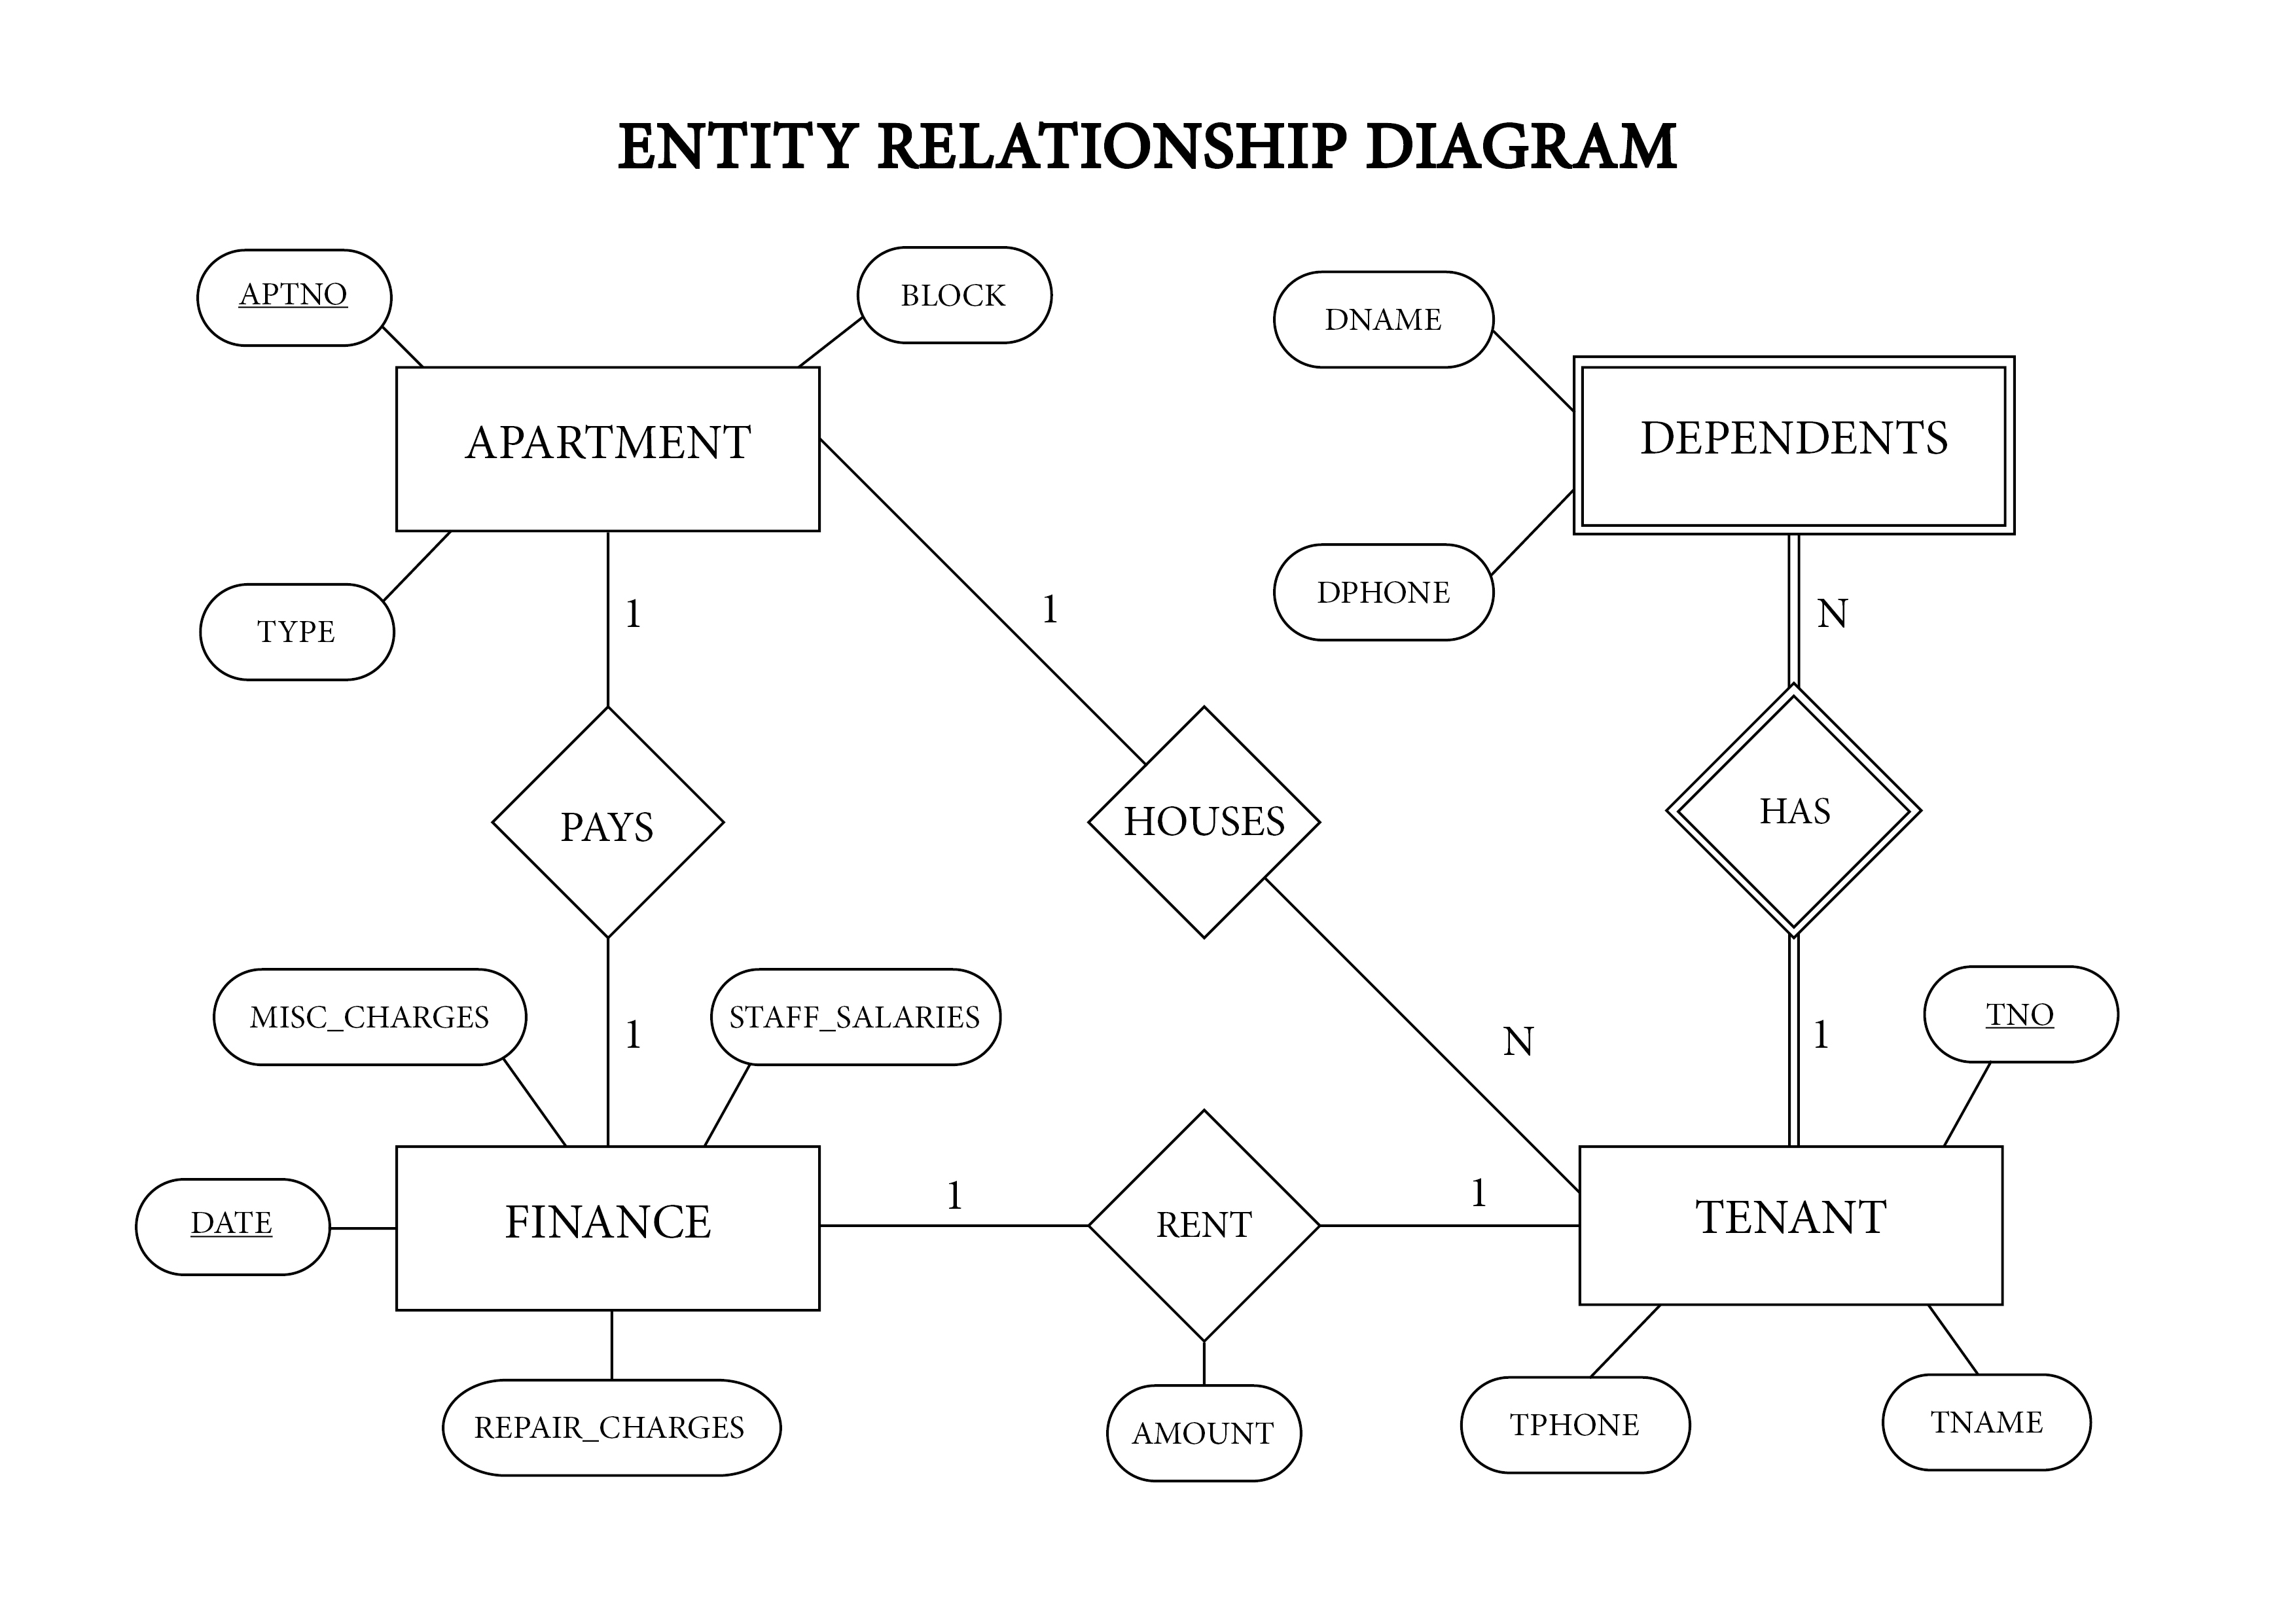 ENTITY RELATIONSHIP DIAGRAM
APTNO
BLOCK
DNAME
APARTMENT
DEPENDENTS
DPHONE
TYPE
1
1
N
PAYS
HOUSES
HAS
MISC_CHARGES
STAFF_SALARIES
1
N
1
TNO
DATE
FINANCE
1
RENT
1
TENANT
REPAIR_CHARGES
AMOUNT
TPHONE
TNAME